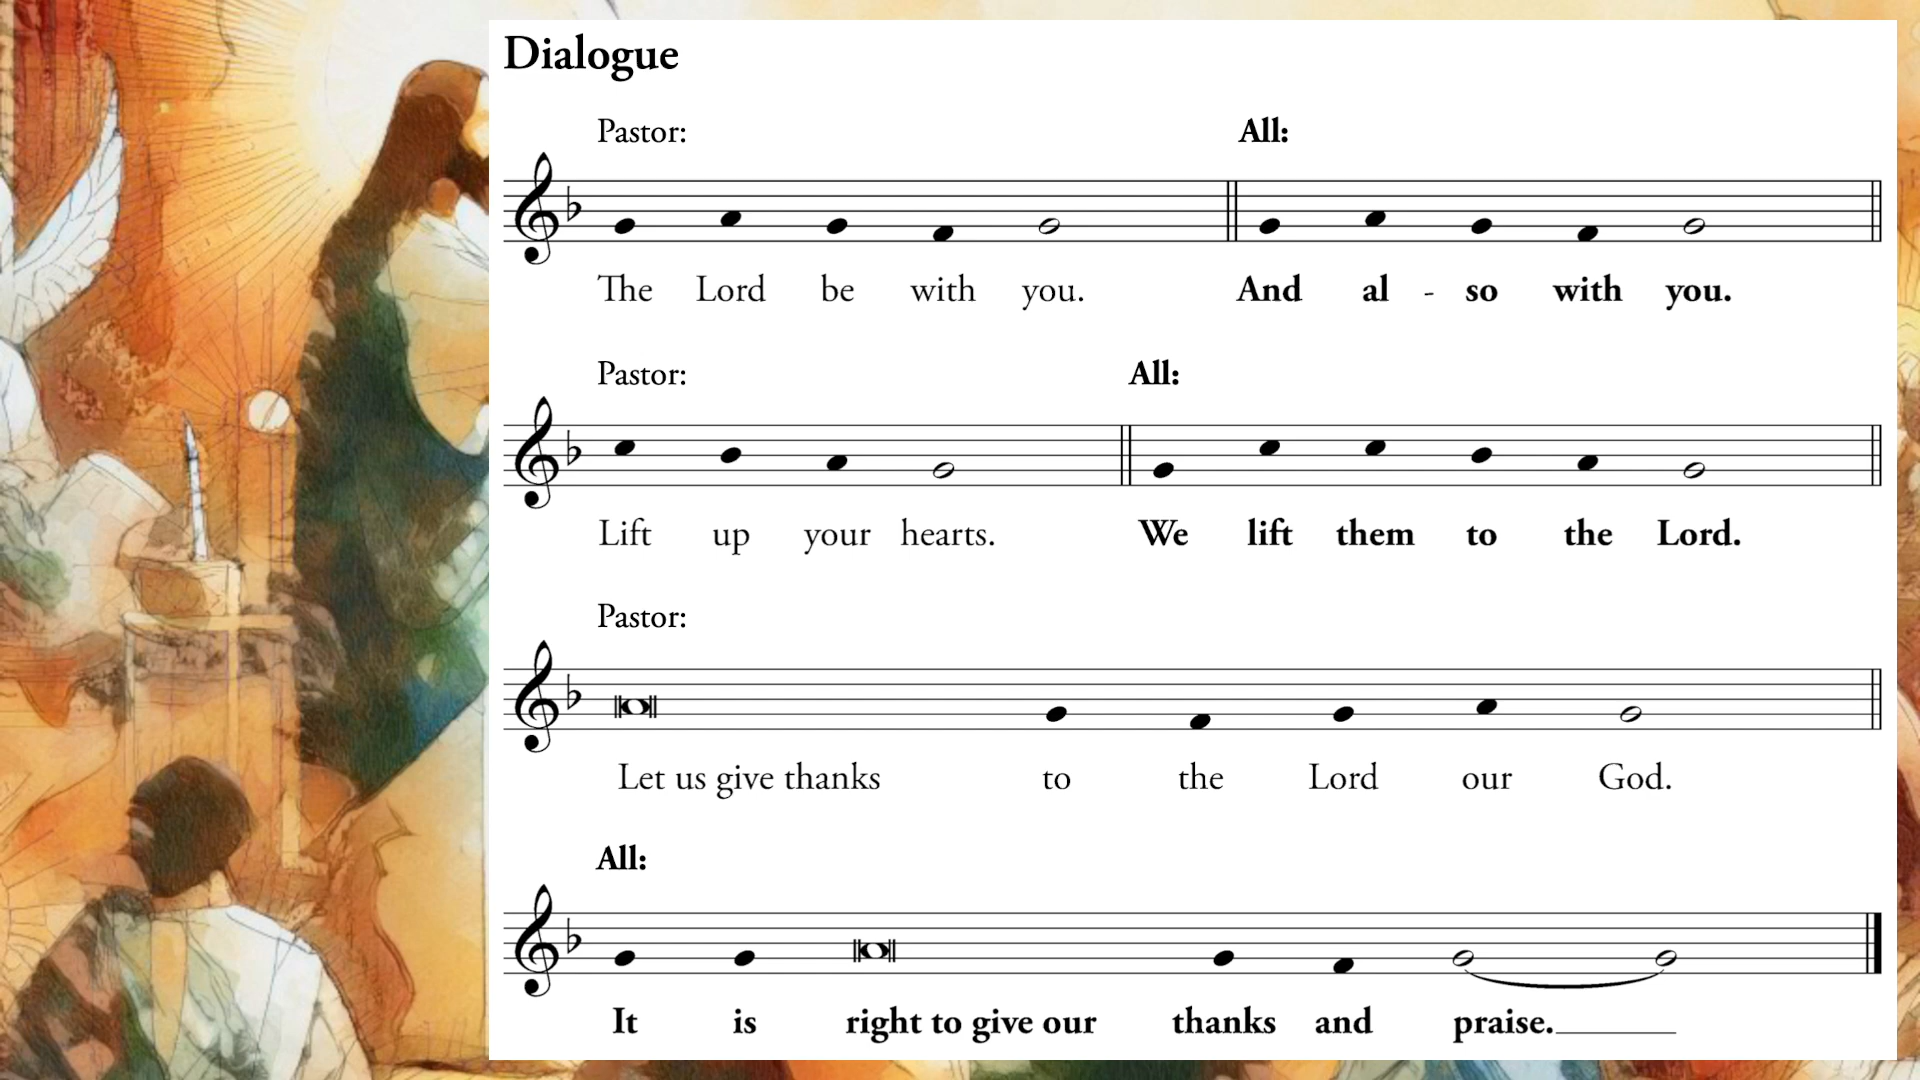 Dialogue
Pastor: All:
The Lord be with you. And al - so with you.
Pastor: All:
Lift up your hearts. We lift them to the Lord.
Pastor:
Let us give thanks to the Lord our God.
All:
It is right to give our thanks and praise.